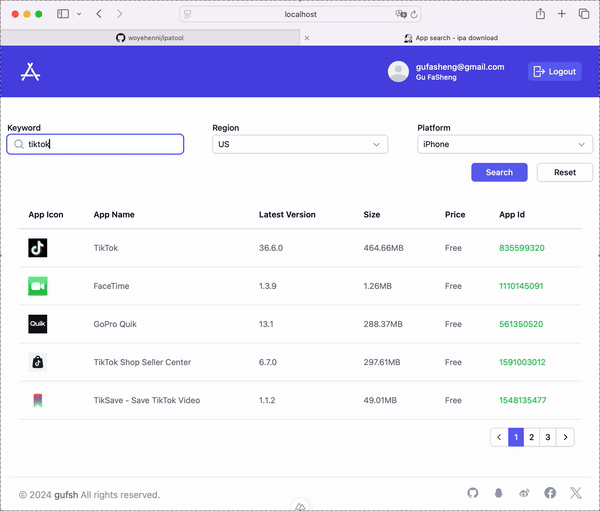 localhost
woyehenni/ipatool
App search - ipa download
gufasheng@gmail.com
Gu FaSheng
Logout
Keyword
Region
Platform
tiktok
US
iPhone
Search
Reset
App Icon App Name Latest Version Size Price App Id
TikTok 36.6.0 464.66MB Free 835599320
FaceTime 1.3.9 1.26MB Free 1110145091
Quik GoPro Quik 13.1 288.37MB Free 561350520
TikTok Shop Seller Center 6.7.0 297.61MB Free 1591003012
TikSave - Save TikTok Video 1.1.2 49.01MB Free 1548135477
1 2 3
© 2024 gufsh All rights reserved.